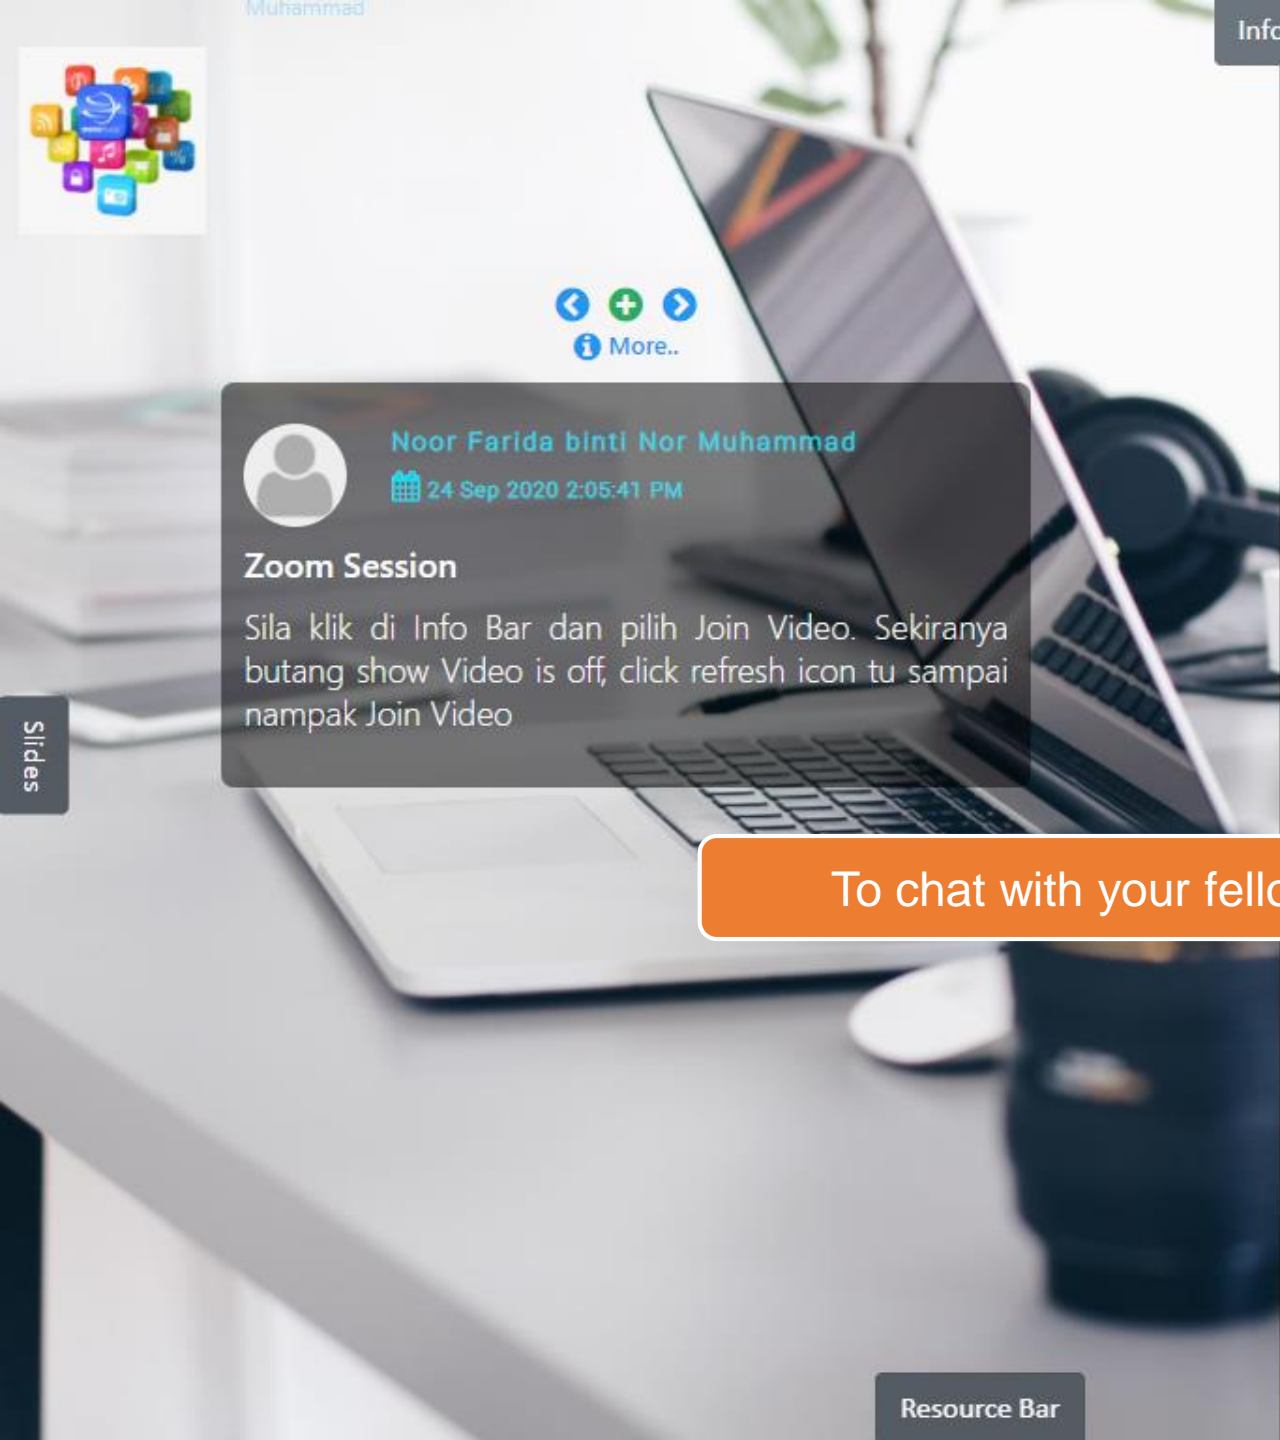 Muhammad
Info
More..
Noor Farida binti Nor Muhammad
24 Sep 2020 2:05:41 PM
Zoom Session
Sila klik di Info Bar dan pilih Join Video. Sekiranya
butang show Video is off, click refresh icon tu sampai
nampak Join Video
Slides
To chat with your fello
Resource Bar